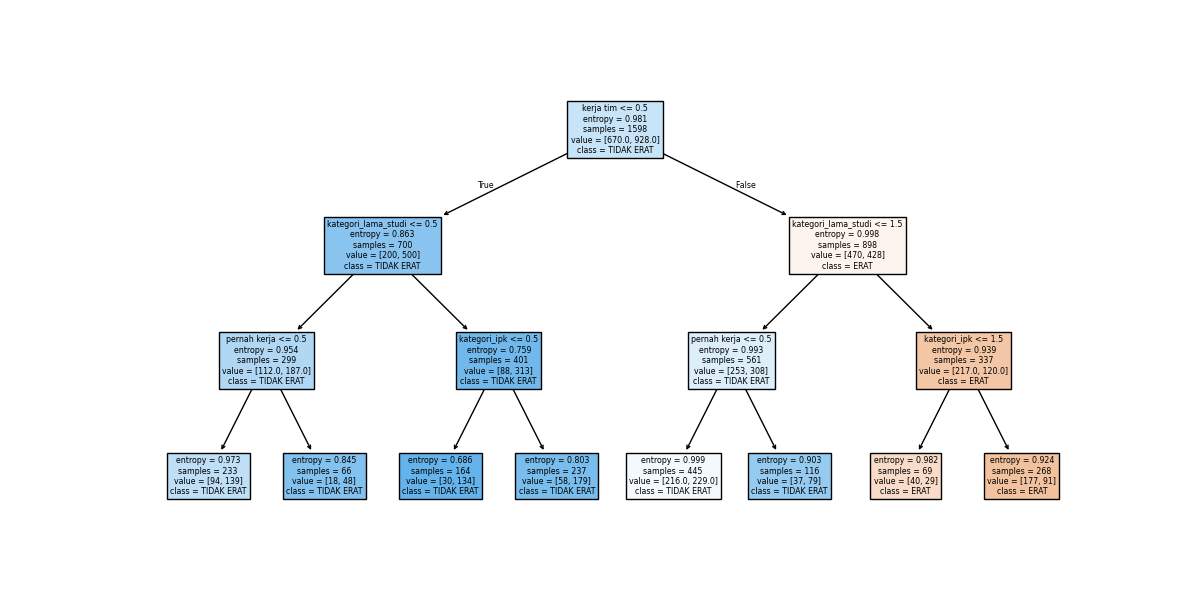 kerja tim <= 0.5
entropy = 0.981
samples = 1598
value = [670.0, 928.0]
class = TIDAK ERAT
True
False
kategori_lama_studi <= 0.5
entropy = 0.863
samples = 700
value = [200, 500]
class = TIDAK ERAT
kategori_lama_studi <= 1.5
entropy = 0.998
samples = 898
value = [470, 428]
class = ERAT
pernah kerja <= 0.5
entropy = 0.954
samples = 299
value = [112.0, 187.0]
class = TIDAK ERAT
kategori_ipk <= 0.5
entropy = 0.759
samples = 401
value = [88, 313]
class = TIDAK ERAT
pernah kerja <= 0.5
entropy = 0.993
samples = 561
value = [253, 308]
class = TIDAK ERAT
kategori_ipk <= 1.5
entropy = 0.939
samples = 337
value = [217.0, 120.0]
class = ERAT
entropy = 0.973
samples = 233
value = [94, 139]
class = TIDAK ERAT
entropy = 0.845
samples = 66
value = [18, 48]
class = TIDAK ERAT
entropy = 0.686
samples = 164
value = [30, 134]
class = TIDAK ERAT
entropy = 0.803
samples = 237
value = [58, 179]
class = TIDAK ERAT
entropy = 0.999
samples = 445
value = [216.0, 229.0]
class = TIDAK ERAT
entropy = 0.903
samples = 116
value = [37, 79]
class = TIDAK ERAT
entropy = 0.982
samples = 69
value = [40, 29]
class = ERAT
entropy = 0.924
samples = 268
value = [177, 91]
class = ERAT